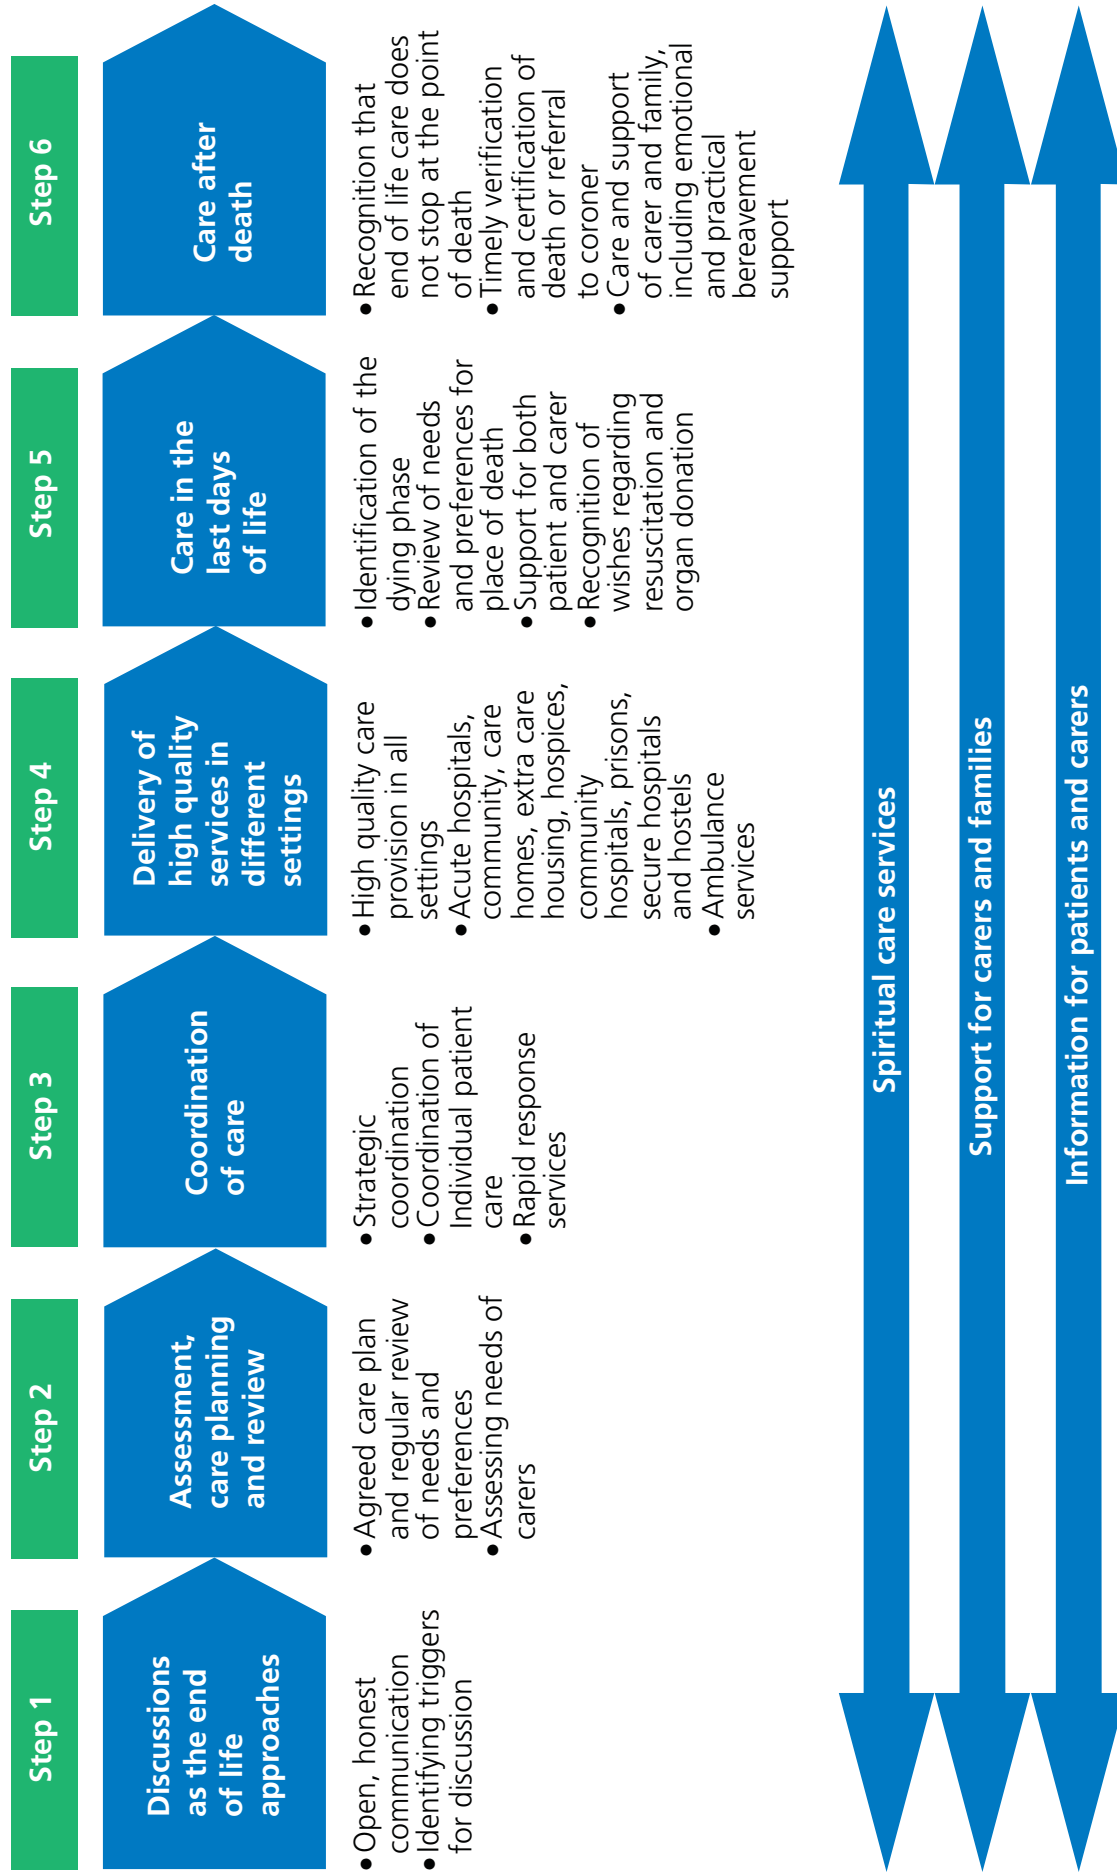 Step 1
Discussions
as the end
of life
approaches
• Open, honest
communication
• Identifying triggers
for discussion
Step 2
Assessment,
care planning
and review
• Agreed care plan
and regular review
of needs and
preferences
• Assessing needs of
carers
Step 3
Coordination
of care
• Strategic
coordination
• Coordination of
Individual patient
care
• Rapid response
services
Step 4
Delivery of
high quality
services in
different
settings
• High quality care
provision in all
settings
• Acute hospitals,
community, care
homes, extra care
housing, hospices,
community
hospitals, prisons,
secure hospitals
and hostels
• Ambulance
services
Step 5
Care in the
last days
of life
• Identification of the
dying phase
• Review of needs
and preferences for
place of death
• Support for both
patient and carer
• Recognition of
wishes regarding
resuscitation and
organ donation
Step 6
Care after
death
• Recognition that
end of life care does
not stop at the point
of death
• Timely verification
and certification of
death or referral
to coroner
• Care and support
of carer and family,
including emotional
and practical
bereavement
support
Spiritual care services
Support for carers and families
Information for patients and carers